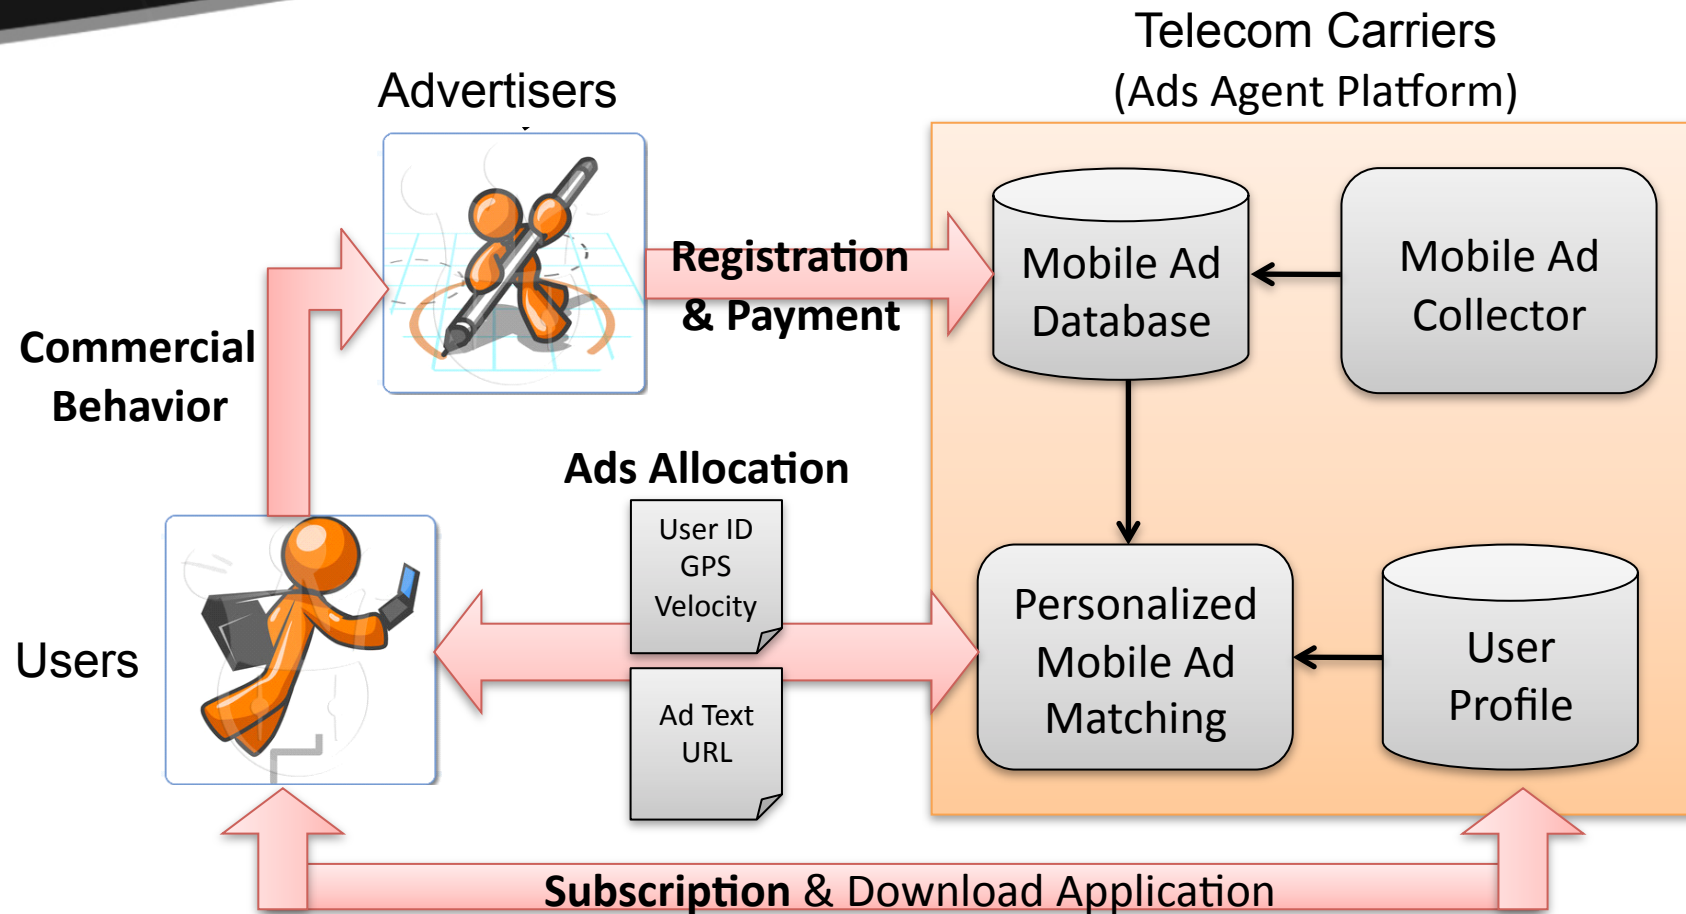 Telecom Carriers
(Ads Agent Platform)
Advertisers
Registration
& Payment
Mobile Ad
Database
Mobile Ad
Collector
Commercial
Behavior
Ads Allocation
User ID
GPS
Velocity
Ad Text
URL
Users
Personalized
Mobile Ad
Matching
User
Profile
Subscription & Download Application